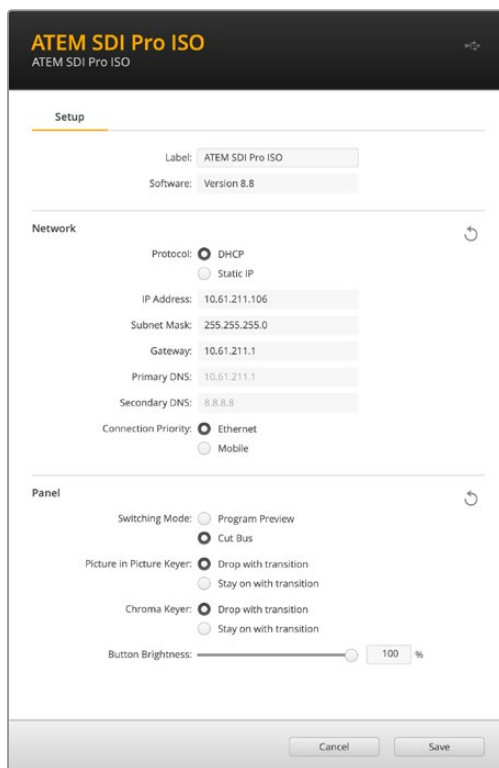 ATEM SDI Pro ISO
ATEM SDI Pro ISO
Setup
Label: ATEM SDI Pro ISO
Software: Version 8.8
Network
Protocol: DHCP
Static IP
IP Address: 10.61.211.106
Subnet Mask: 255.255.255.0
Gateway: 10.61.211.1
Primary DNS: 10.61.211.1
Secondary DNS: 8.8.8.8
Connection Priority: Ethernet
Mobile
Panel
Switching Mode: Program Preview
Cut Bus
Picture in Picture Keyer: Drop with transition
Stay on with transition
Chroma Keyer: Drop with transition
Stay on with transition
Button Brightness: 100 %
Cancel Save